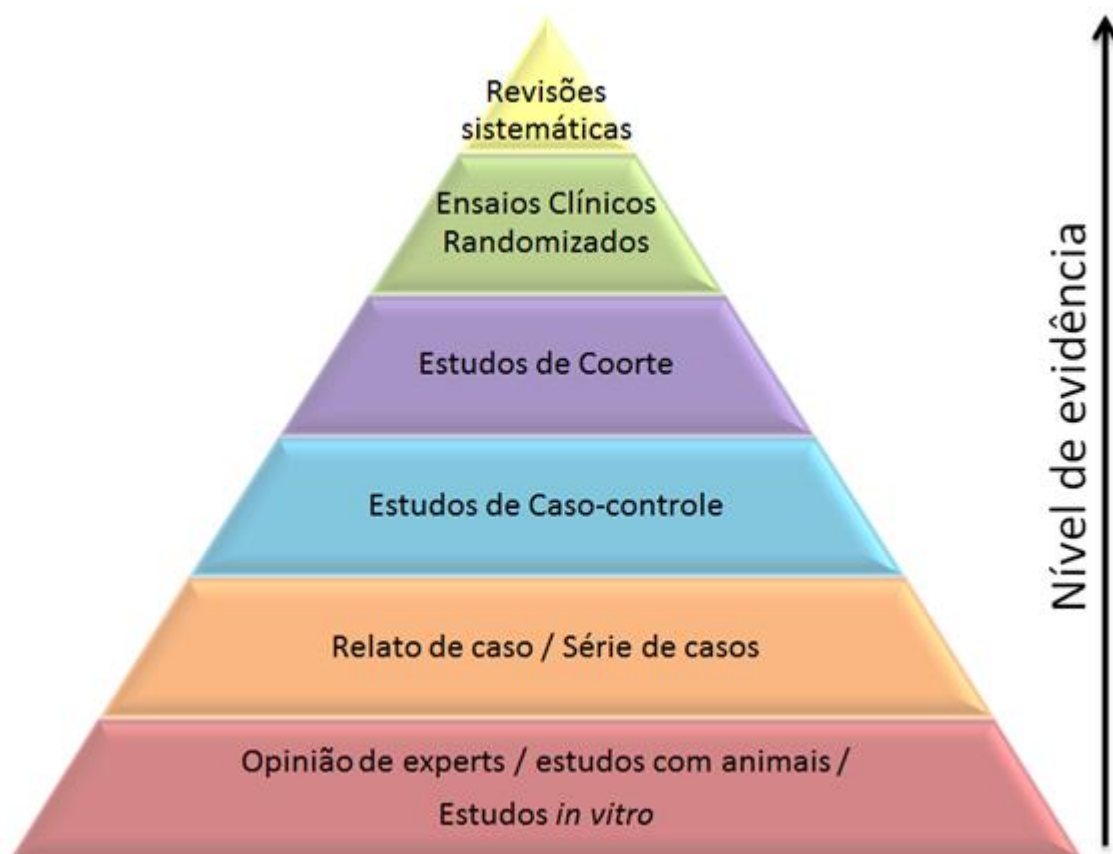 Revisões
sistemáticas
Ensaios Clínicos
Randomizados
Estudos de Coorte
Estudos de Caso-controle
Relato de caso / Série de casos
Opinião de experts / estudos com animais /
Estudos in vitro
Nível de evidência